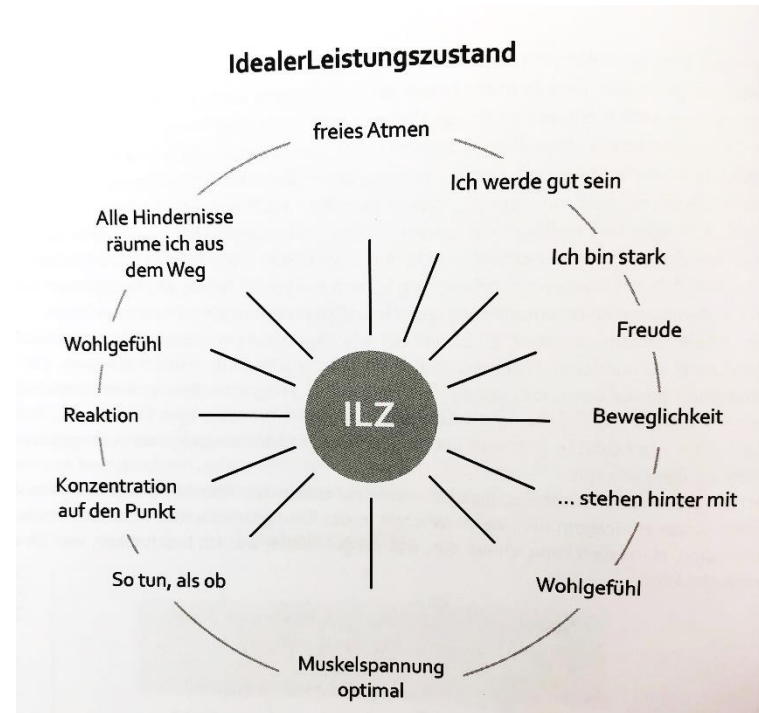 IdealerLeistungszustand
freies Atmen
Ich werde gut sein
Ich bin stark
Freude
Beweglichkeit
... stehen hinter mit
Wohlgefühl
Muskelspannung
optimal
So tun, als ob
Konzentration
auf den Punkt
Reaktion
Wohlgefühl
Alle Hindernisse
räume ich aus
dem Weg
ILZ